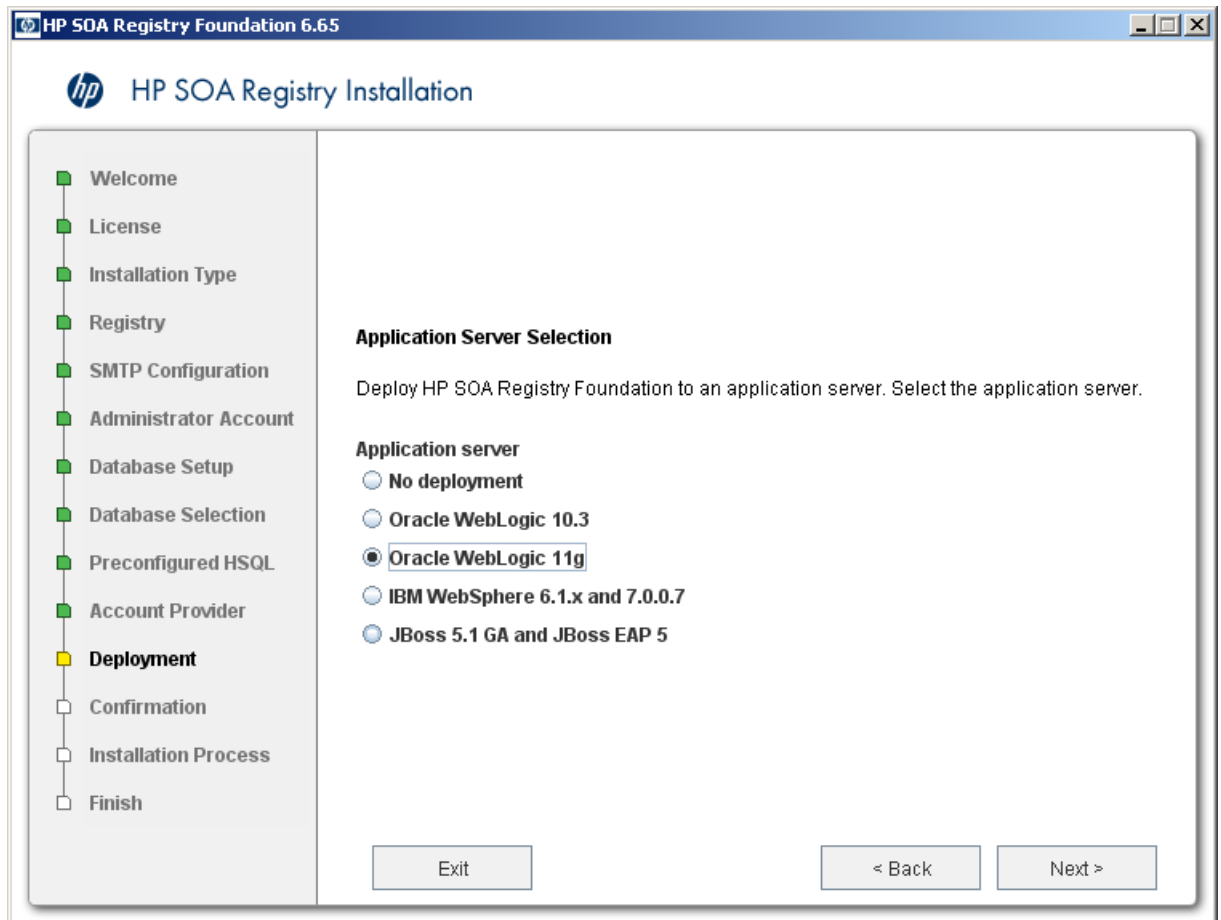 HP SOA Registry Foundation 6.65
hp HP SOA Registry Installation
Welcome
License
Installation Type
Registry
SMTP Configuration
Administrator Account
Database Setup
Database Selection
Preconfigured HSQL
Account Provider
Deployment
Confirmation
Installation Process
Finish
Application Server Selection
Deploy HP SOA Registry Foundation to an application server. Select the application server.
Application server
No deployment
Oracle WebLogic 10.3
Oracle WebLogic 11g
IBM WebSphere 6.1.x and 7.0.0.7
JBoss 5.1 GA and JBoss EAP 5
Exit
< Back
Next >